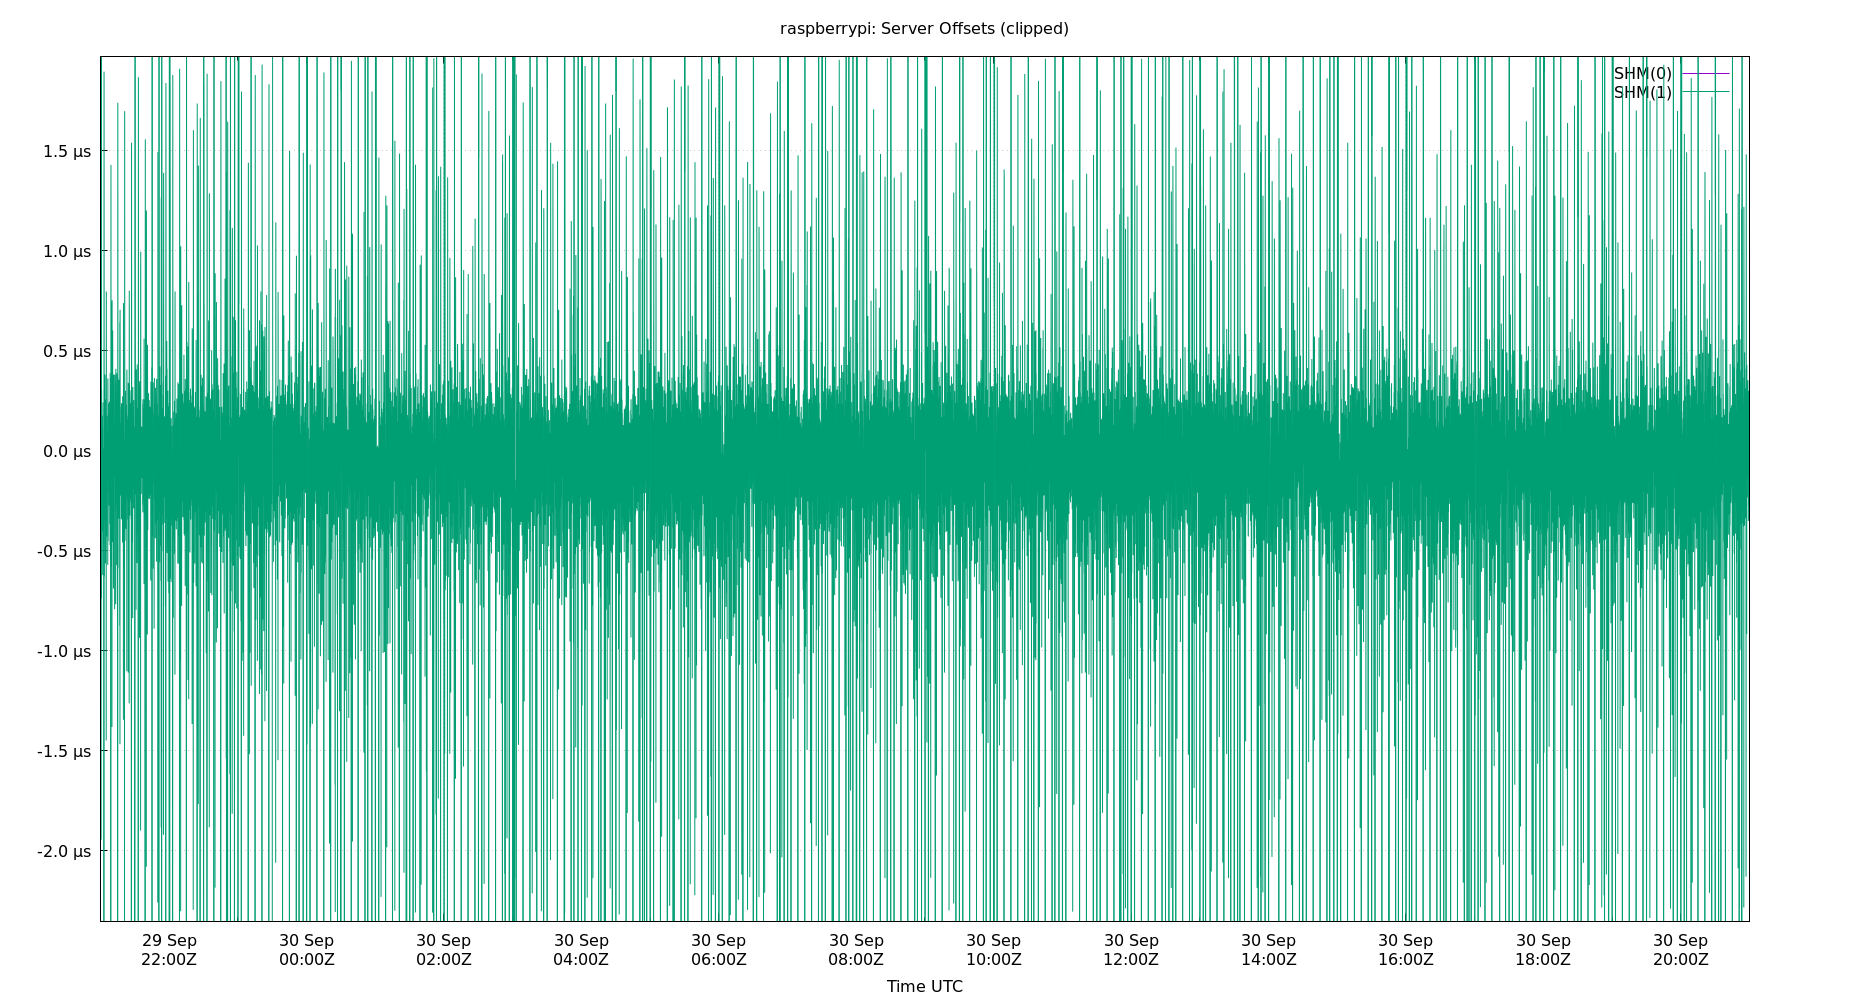 raspberrypi: Server Offsets (clipped)
SHM(0)
SHM(1)
1.5 µs
1.0 µs
0.5 µs
0.0 µs
-0.5 µs
-1.0 µs
-1.5 µs
-2.0 µs
29 Sep 30 Sep 30 Sep 30 Sep 30 Sep 30 Sep 30 Sep 30 Sep 30 Sep 30 Sep 30 Sep 30 Sep
22:00Z 00:00Z 02:00Z 04:00Z 06:00Z 08:00Z 10:00Z 12:00Z 14:00Z 16:00Z 18:00Z 20:00Z
Time UTC